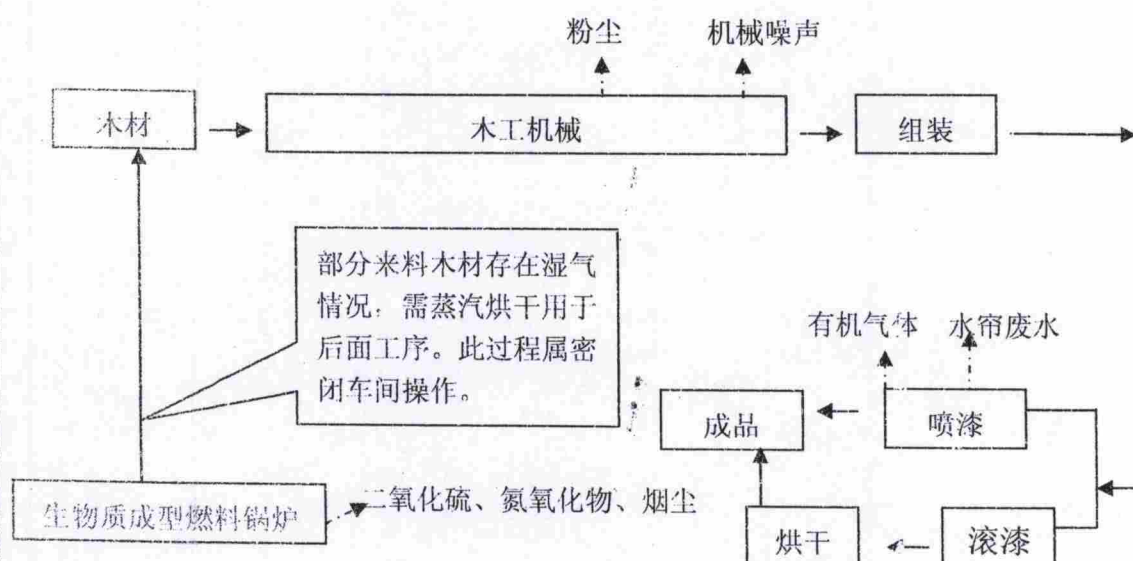 粉尘 机械噪声
木材 木工机械 组装
部分来料木材存在湿气
情况，需蒸汽烘干用于
后面工序。此过程属密
闭车间操作。
有机气体 水帘废水
成品 喷漆
生物质成型燃料锅炉 二氧化硫、氮氧化物、烟尘
烘干 滚漆